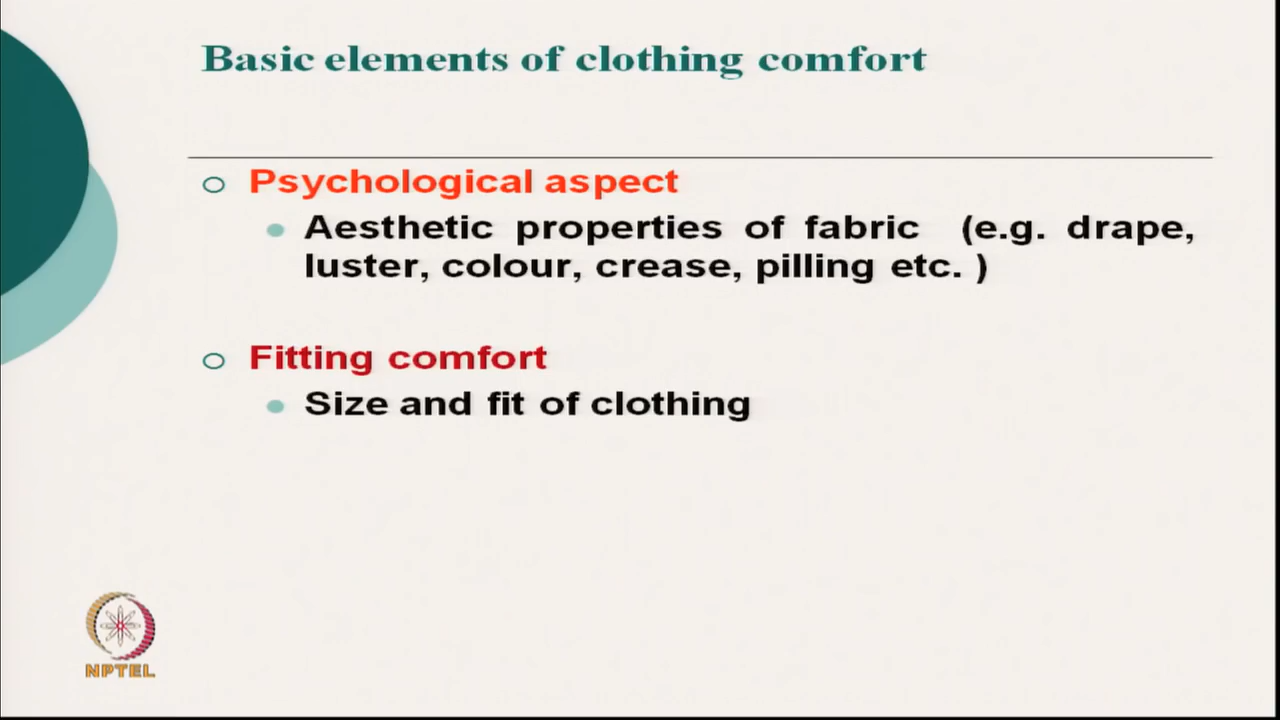 Basic elements of clothing comfort
Psychological aspect
Aesthetic properties of fabric (e.g. drape,
luster, colour, crease, pilling etc. )
Fitting comfort
Size and fit of clothing
NPTEL